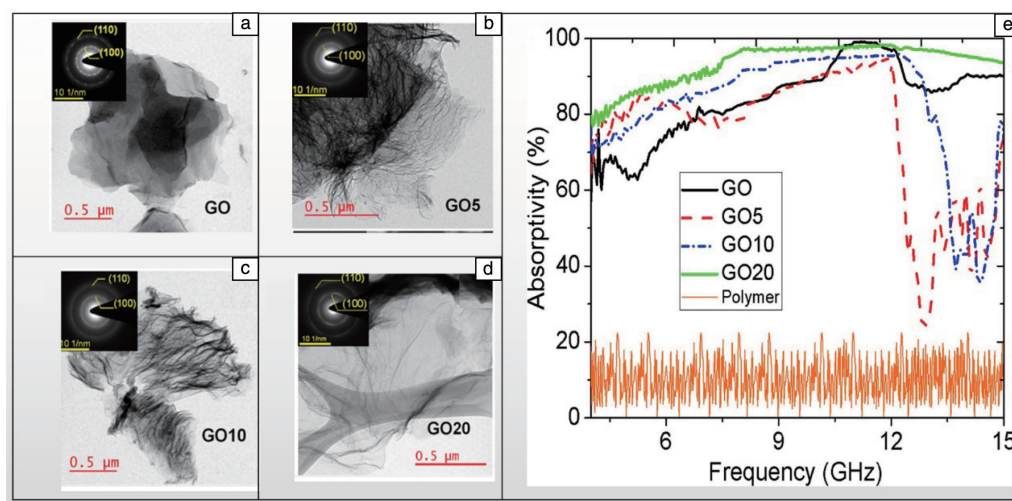 a
(110)
(100)
10 1/nm
0.5 µm
GO
b
(110)
(100)
10 1/nm
0.5 µm
GO5
c
(110)
(100)
10 1/nm
0.5 µm
GO10
d
(110)
(100)
10 1/nm
0.5 µm
GO20
e
100
80
60
40
20
0
Absorptivity (%)
GO
GO5
GO10
GO20
Polymer
6
9
12
15
Frequency (GHz)